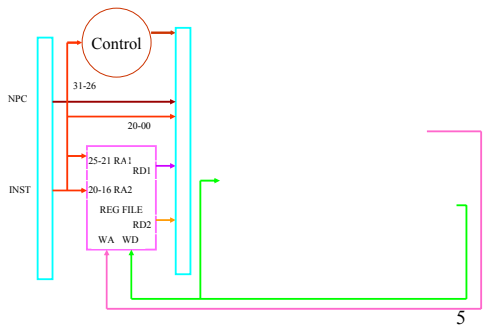 Control
31-26
NPC
20-00
25-21 RA1
RD1
INST
20-16 RA2
REG FILE
RD2
WA WD
5